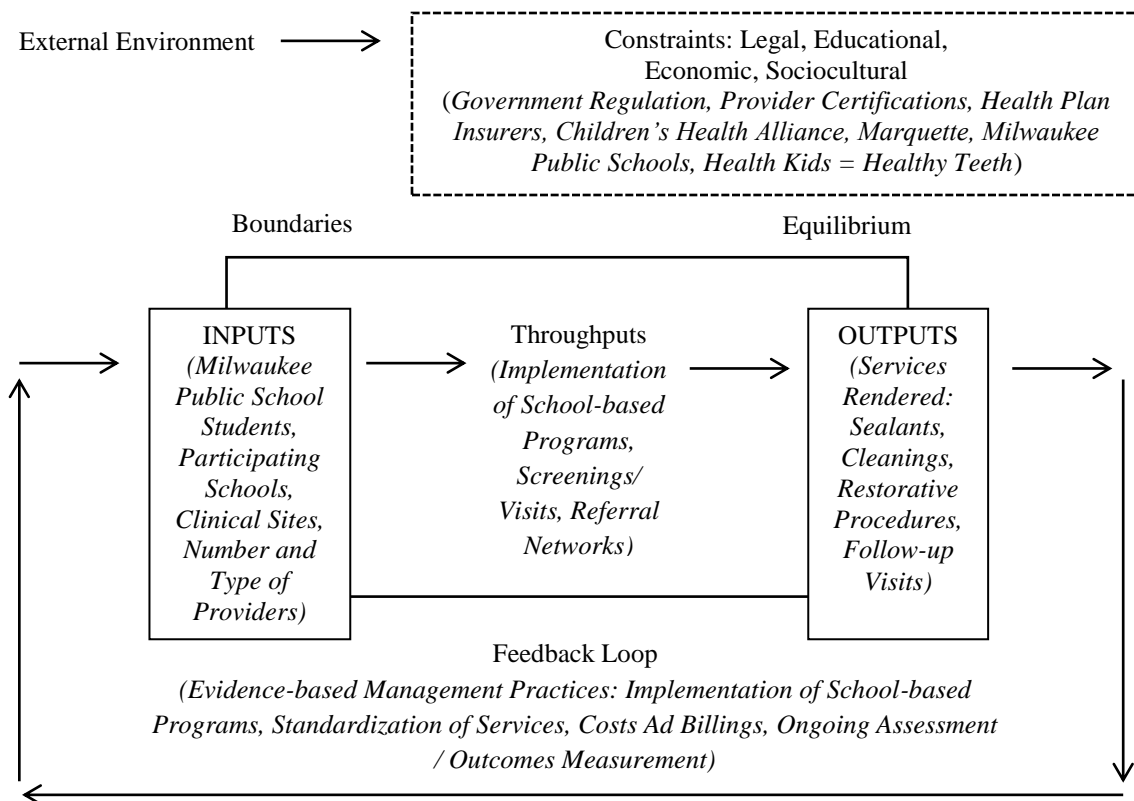 External Environment
Constraints: Legal, Educational,
Economic, Sociocultural
(Government Regulation, Provider Certifications, Health Plan
Insurers, Children’s Health Alliance, Marquette, Milwaukee
Public Schools, Health Kids = Healthy Teeth)
Boundaries
Equilibrium
INPUTS
(Milwaukee
Public School
Students,
Participating
Schools,
Clinical Sites,
Number and
Type of
Providers)
Throughputs
(Implementation
of School-based
Programs,
Screenings/
Visits, Referral
Networks)
OUTPUTS
(Services
Rendered:
Sealants,
Cleanings,
Restorative
Procedures,
Follow-up
Visits)
Feedback Loop
(Evidence-based Management Practices: Implementation of School-based
Programs, Standardization of Services, Costs Ad Billings, Ongoing Assessment
/ Outcomes Measurement)